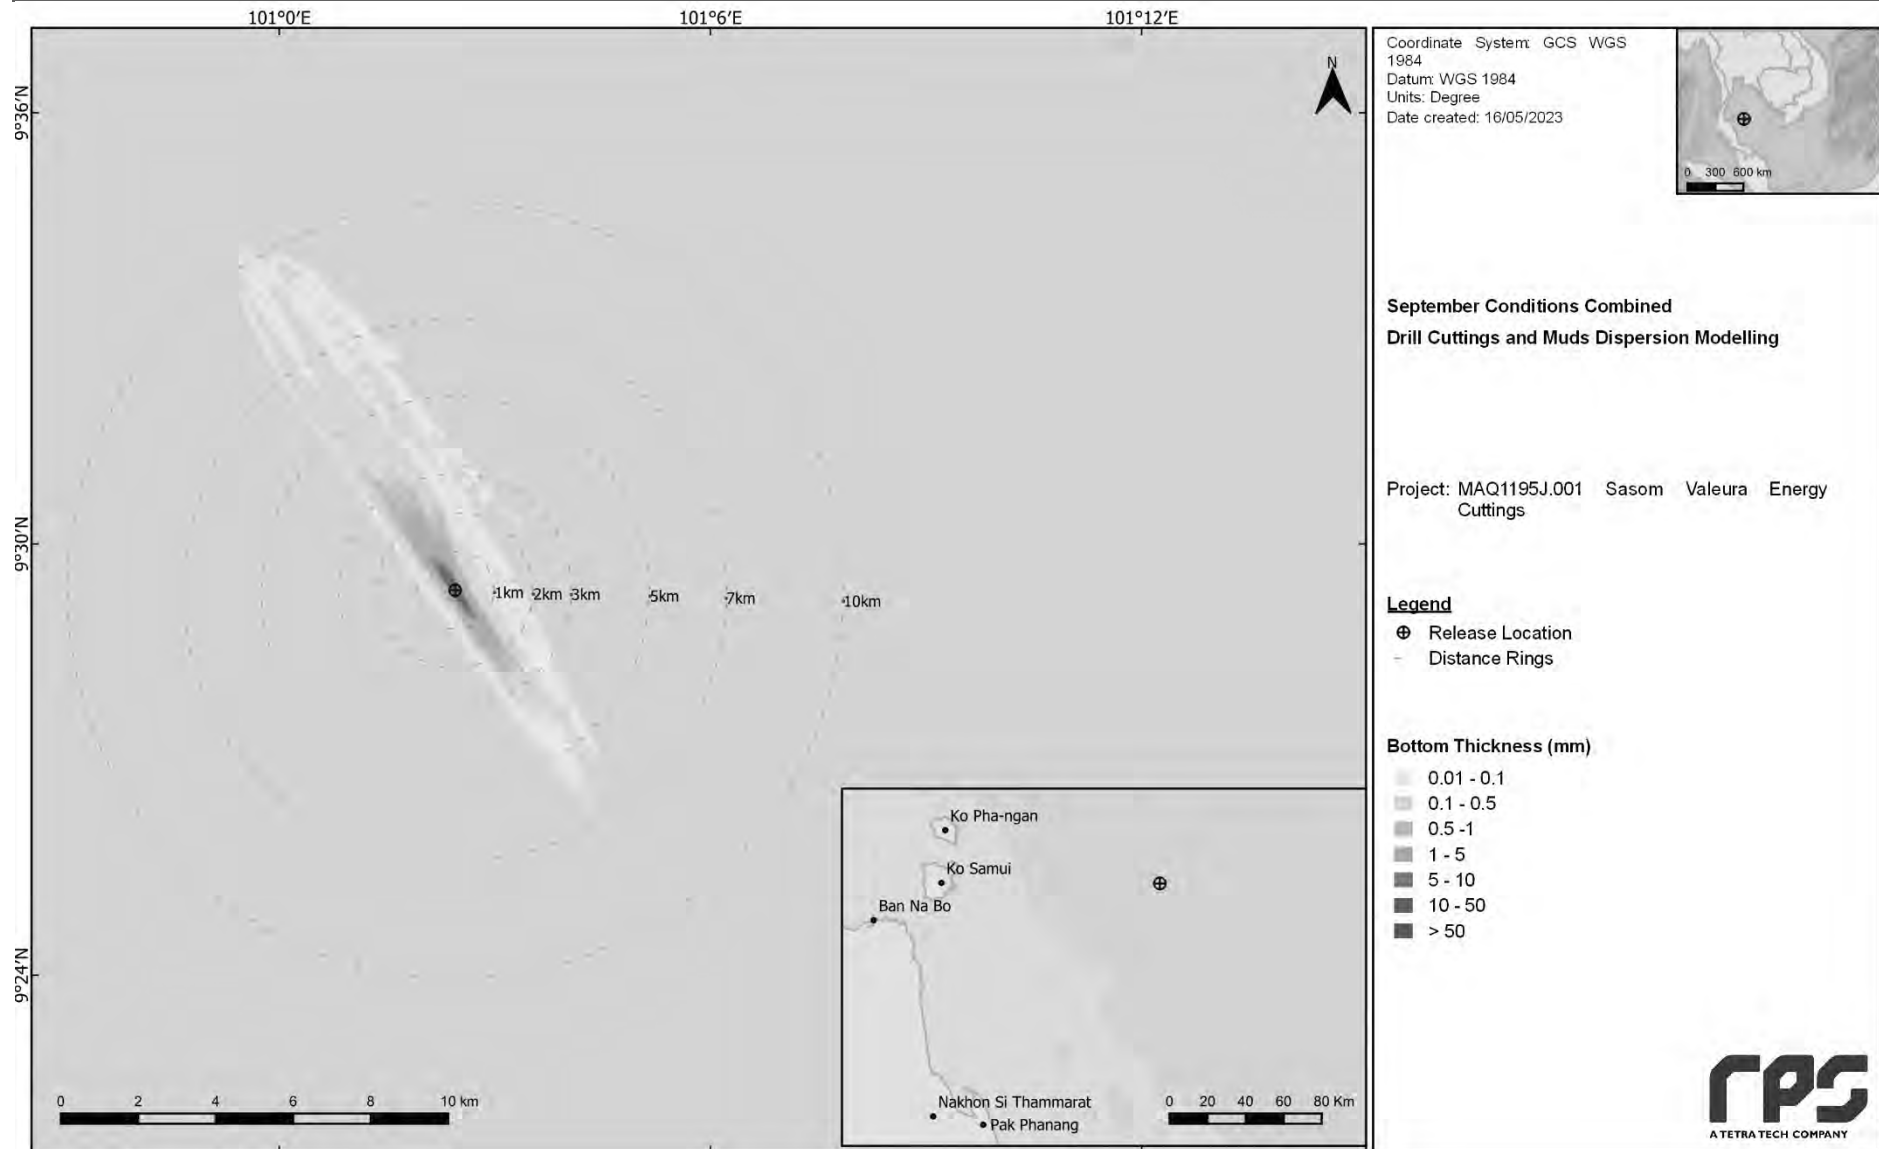 101°0′E
101°6′E
101°12′E
9°36′N
9°30′N
9°24′N
N
1km
2km
3km
5km
7km
10km
0 2 4 6 8 10 km
Ko Pha-ngan
Ko Samui
Ban Na Bo
Nakhon Si Thammarat
Pak Phanang
0 20 40 60 80 Km
Coordinate System: GCS WGS
1984
Datum: WGS 1984
Units: Degree
Date created: 16/05/2023
0 300 600 km
September Conditions Combined
Drill Cuttings and Muds Dispersion Modelling
Project: MAQ1195J.001 Sasom Valeura Energy
Cuttings
Legend
Release Location
Distance Rings
Bottom Thickness (mm)
0.01 - 0.1
0.1 - 0.5
0.5 -1
1 - 5
5 - 10
10 - 50
> 50
rps
A TETRA TECH COMPANY